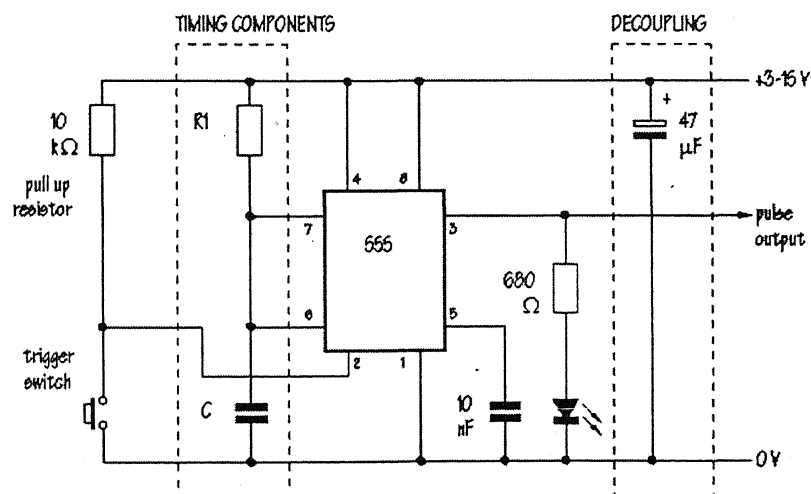 TIMING COMPONENTS
DECOUPLING
+3-15 V
10
kΩ
R1
+
47
µF
pull up
resistor
4
8
7
555
3
pulse
output
680
Ω
6
5
2
1
trigger
switch
C
10
nF
0 V